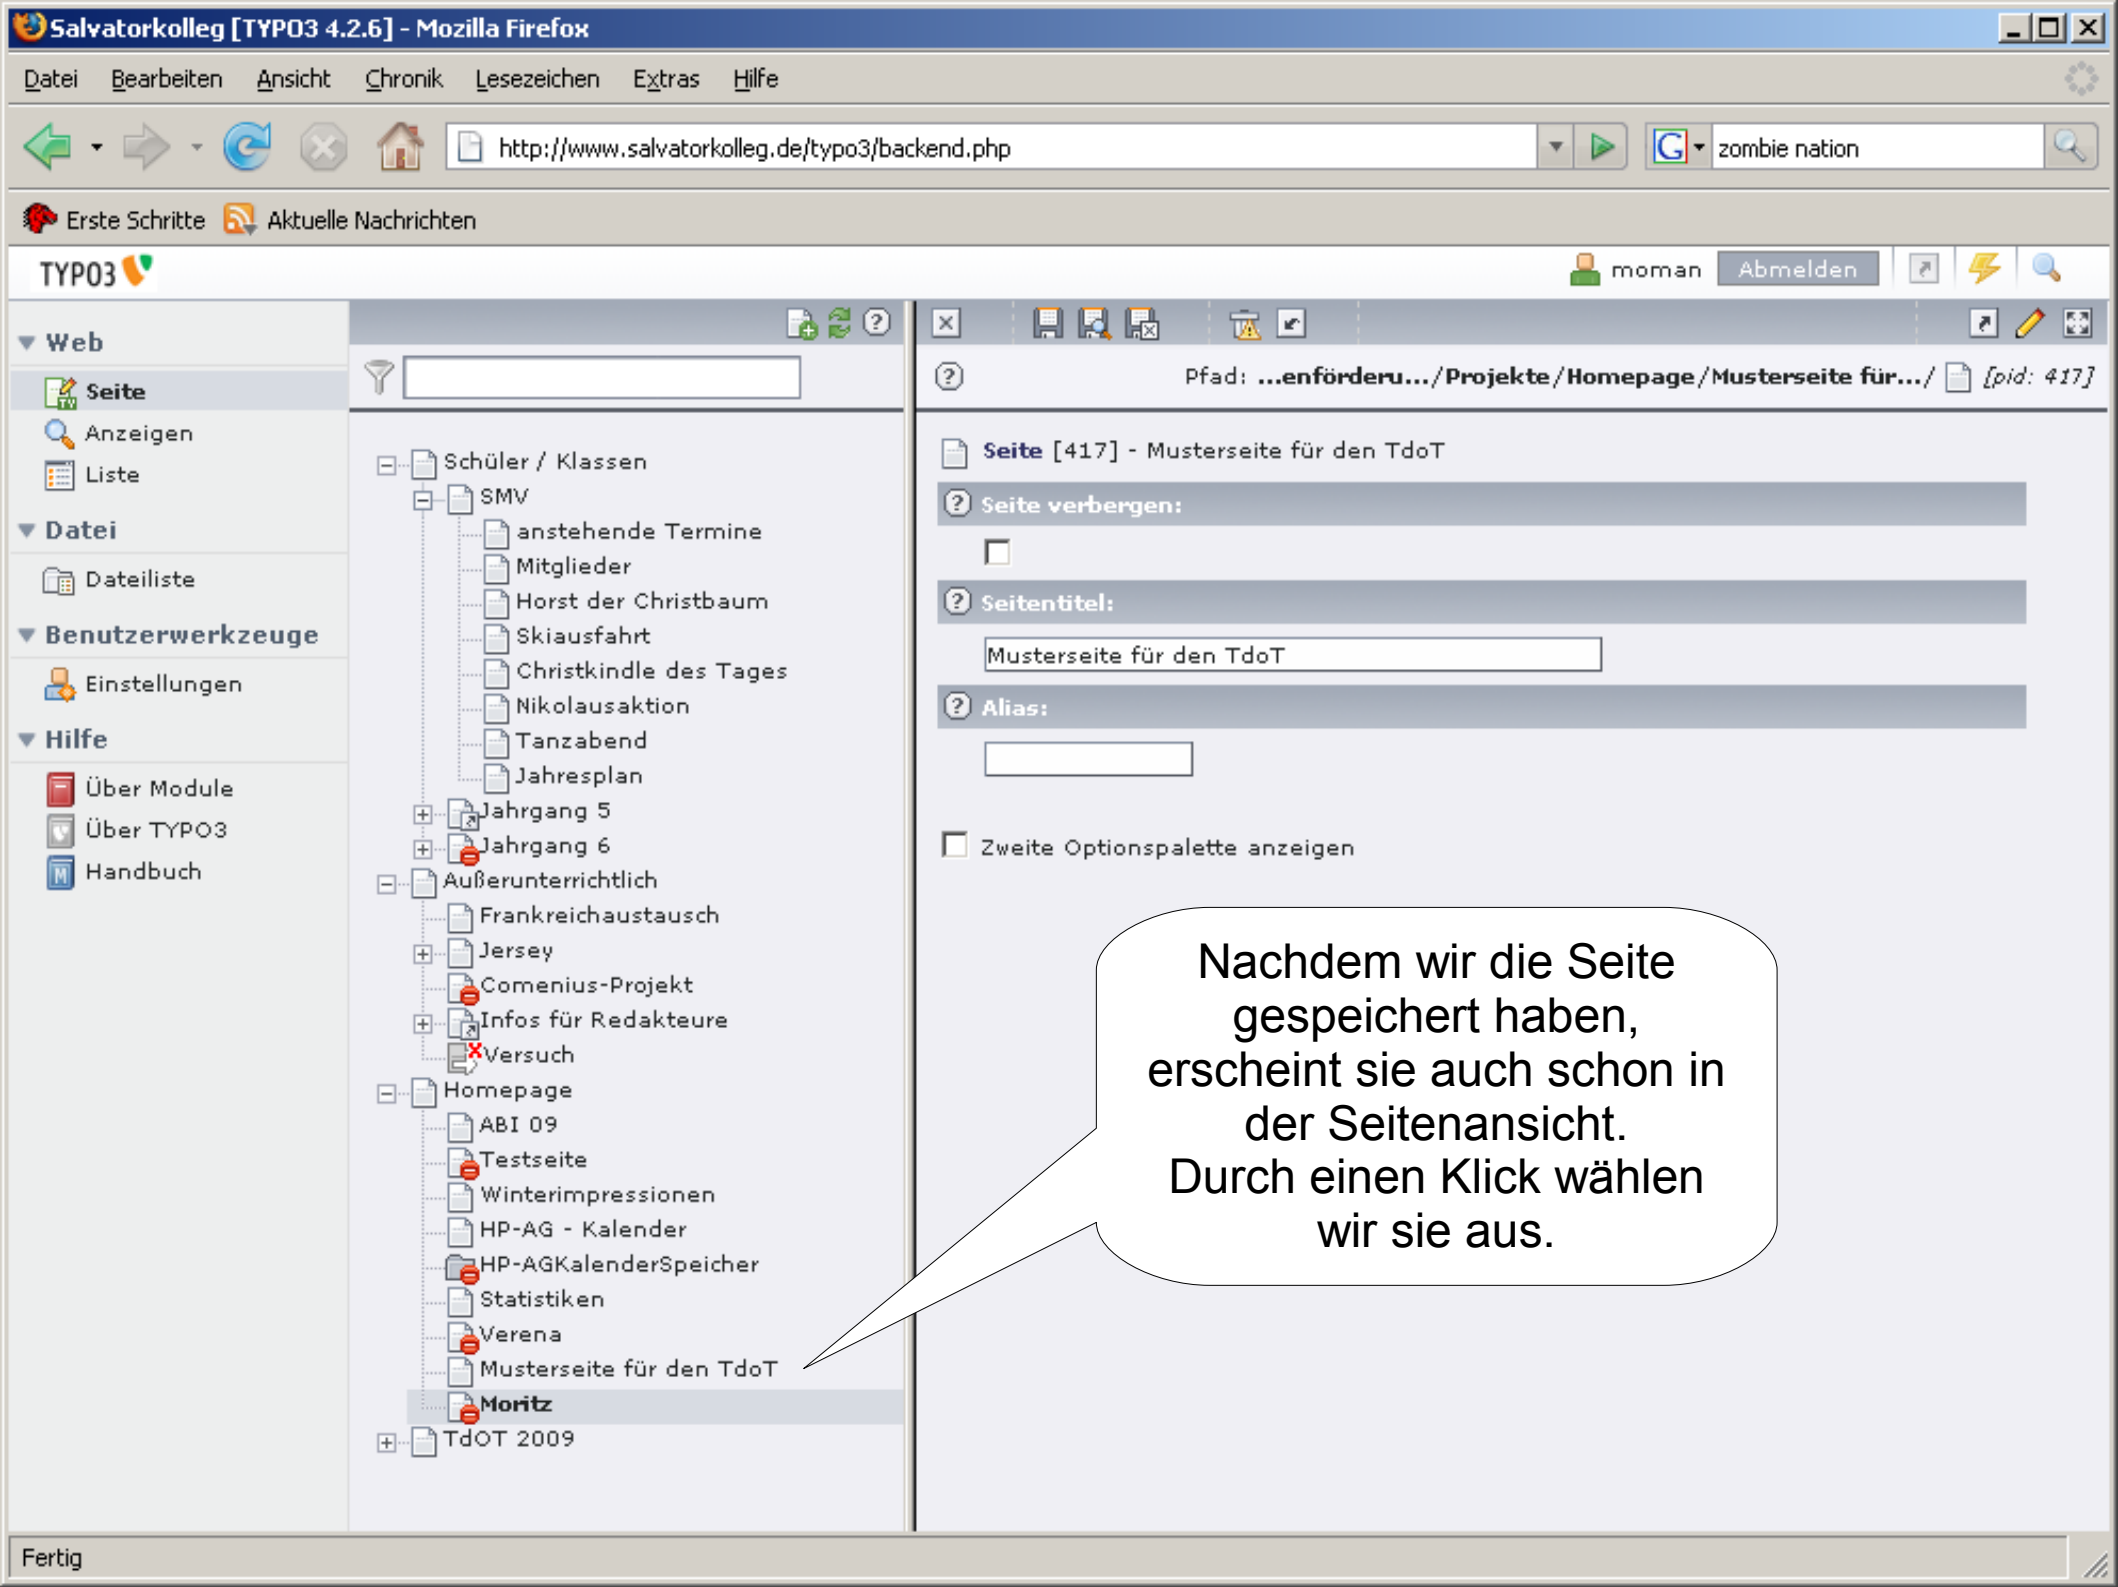 Salvatorkolleg [TYPO3 4.2.6] - Mozilla Firefox
Datei Bearbeiten Ansicht Chronik Lesezeichen Extras Hilfe
http://www.salvatorkolleg.de/typo3/backend.php
G zombie nation
Erste Schritte Aktuelle Nachrichten
TYPO3
moman Abmelden
Web
Seite
Anzeigen
Liste
Datei
Dateiliste
Benutzerwerkzeuge
Einstellungen
Hilfe
Über Module
Über TYPO3
Handbuch
Schüler / Klassen
SMV
anstehende Termine
Mitglieder
Horst der Christbaum
Skiausfahrt
Christkindle des Tages
Nikolausaktion
Tanzabend
Jahresplan
Jahrgang 5
Jahrgang 6
Außerunterrichtlich
Frankreichaustausch
Jersey
Comenius-Projekt
Infos für Redakteure
Versuch
Homepage
ABI 09
Testseite
Winterimpressionen
HP-AG - Kalender
HP-AGKalenderSpeicher
Statistiken
Verena
Musterseite für den TdoT
Moritz
TdOT 2009
Pfad: ...enförderu.../Projekte/Homepage/Musterseite für.../ [pid: 417]
Seite [417] - Musterseite für den TdoT
Seite verbergen:
Seitentitel:
Musterseite für den TdoT
Alias:
Zweite Optionspalette anzeigen
Nachdem wir die Seite
gespeichert haben,
erscheint sie auch schon in
der Seitenansicht.
Durch einen Klick wählen
wir sie aus.
Fertig